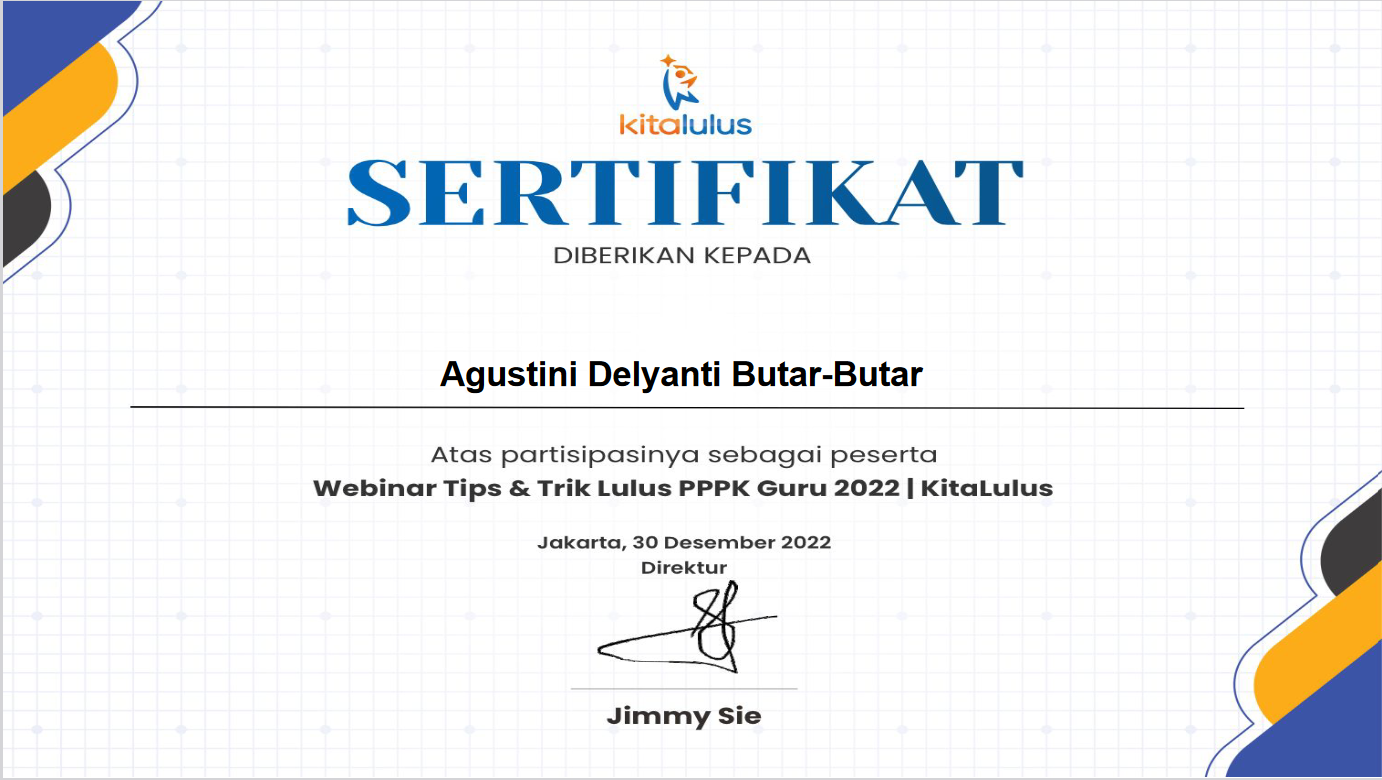 kitalulus
SERTIFIKAT
DIBERIKAN KEPADA
Agustini Delyanti Butar-Butar
Atas partisipasinya sebagai peserta
Webinar Tips & Trik Lulus PPPK Guru 2022 | KitaLulus
Jakarta, 30 Desember 2022
Direktur
Jimmy Sie